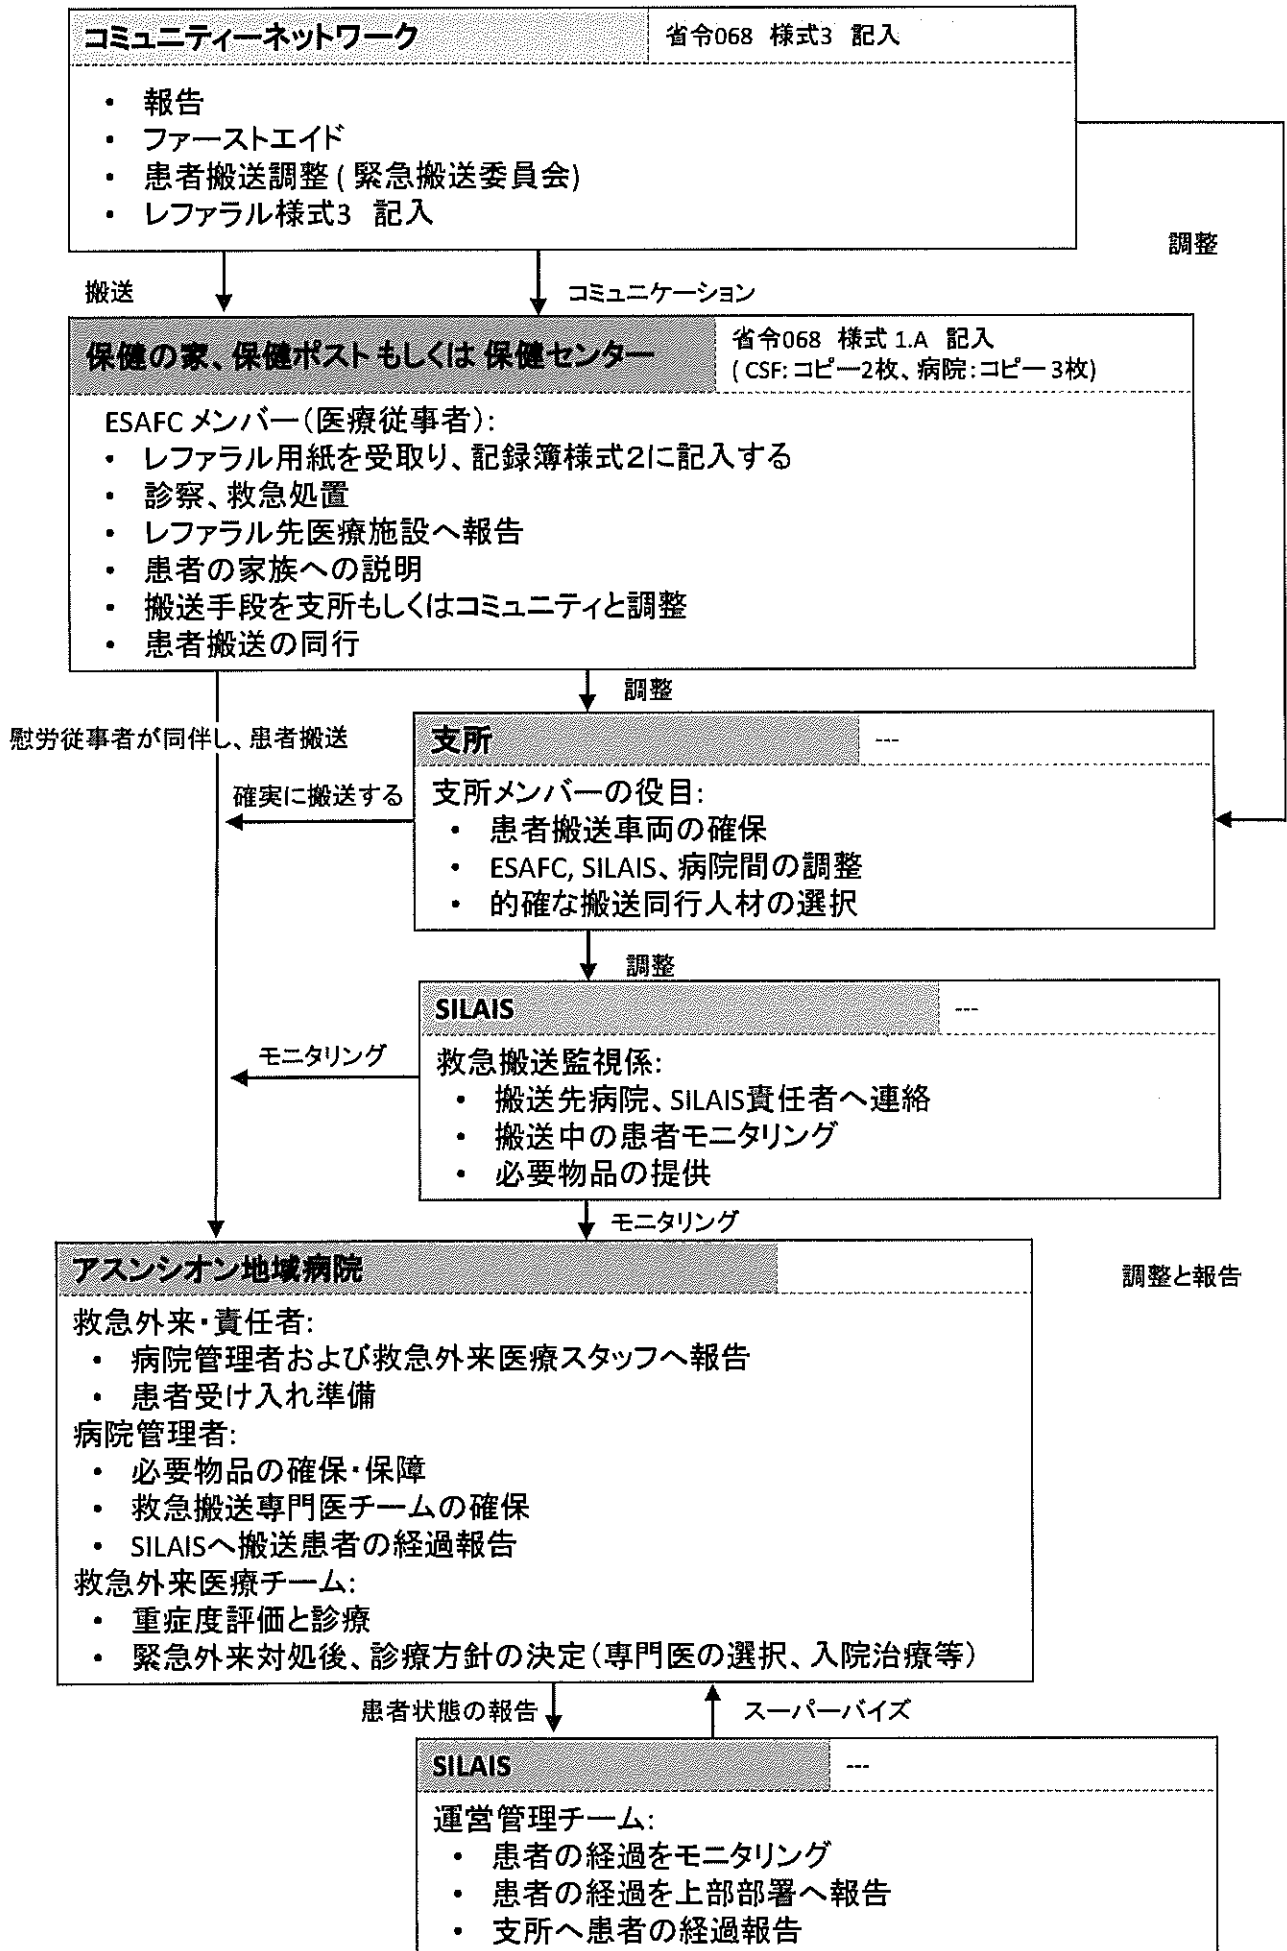 コミュニティーネットワーク
省令068 様式3 記入
・ 報告
・ ファーストエイド
・ 患者搬送調整 ( 緊急搬送委員会)
・ レファラル様式3 記入
調整
搬送
コミュニケーション
保健の家、保健ポスト もしくは 保健センター
省令068 様式 1.A 記入
( CSF: コピー2枚、病院:コピー 3枚)
ESAFC メンバー(医療従事者):
・ レファラル用紙を受取り、記録簿様式2に記入する
・ 診察、救急処置
・ レファラル先医療施設へ報告
・ 患者の家族への説明
・ 搬送手段を支所もしくはコミュニティと調整
・ 患者搬送の同行
調整
慰労従事者が同伴し、患者搬送
支所
---
確実に搬送する
支所メンバーの役目:
・ 患者搬送車両の確保
・ ESAFC, SILAIS、病院間の調整
・ 的確な搬送同行人材の選択
調整
SILAIS
---
モニタリング
救急搬送監視係:
・ 搬送先病院、SILAIS責任者へ連絡
・ 搬送中の患者モニタリング
・ 必要物品の提供
モニタリング
アスンシオン地域病院
調整と報告
救急外来・責任者:
・ 病院管理者および救急外来医療スタッフへ報告
・ 患者受け入れ準備
病院管理者:
・ 必要物品の確保・保障
・ 救急搬送専門医チームの確保
・ SILAISへ搬送患者の経過報告
救急外来医療チーム:
・ 重症度評価と診療
・ 緊急外来対処後、診療方針の決定(専門医の選択、入院治療等)
患者状態の報告
スーパーバイズ
SILAIS
---
運営管理チーム:
・ 患者の経過をモニタリング
・ 患者の経過を上部部署へ報告
・ 支所へ患者の経過報告